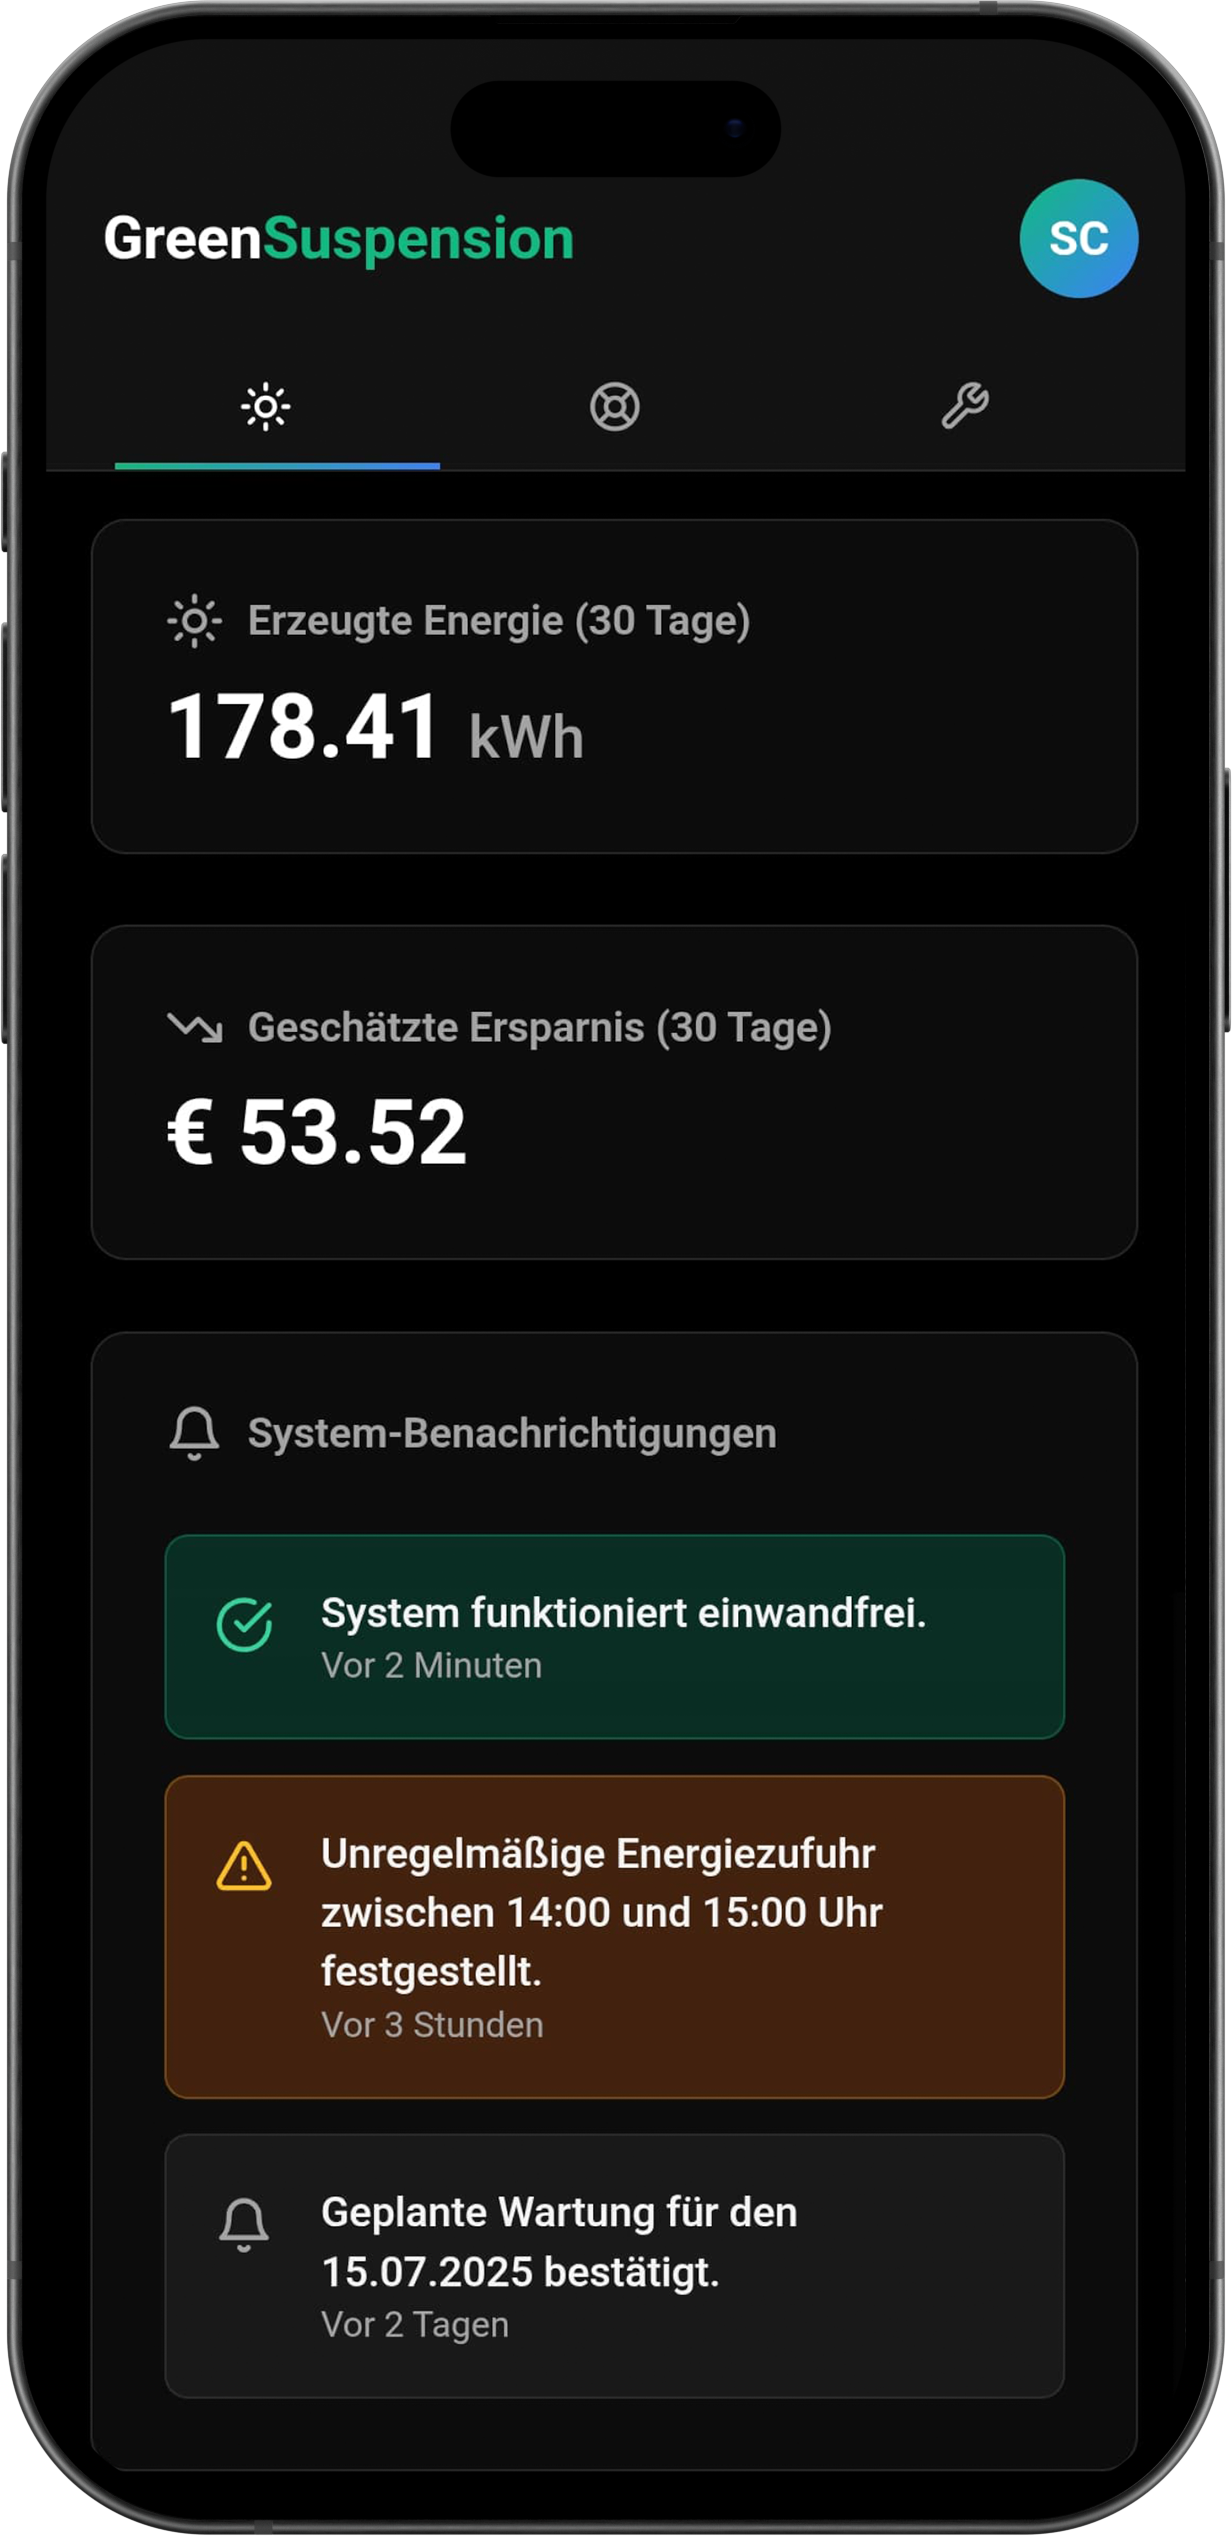 GreenSuspension
SC
Erzeugte Energie (30 Tage)
178.41 kWh
Geschätzte Ersparnis (30 Tage)
€ 53.52
System-Benachrichtigungen
System funktioniert einwandfrei.
Vor 2 Minuten
Unregelmäßige Energiezufuhr
zwischen 14:00 und 15:00 Uhr
festgestellt.
Vor 3 Stunden
Geplante Wartung für den
15.07.2025 bestätigt.
Vor 2 Tagen